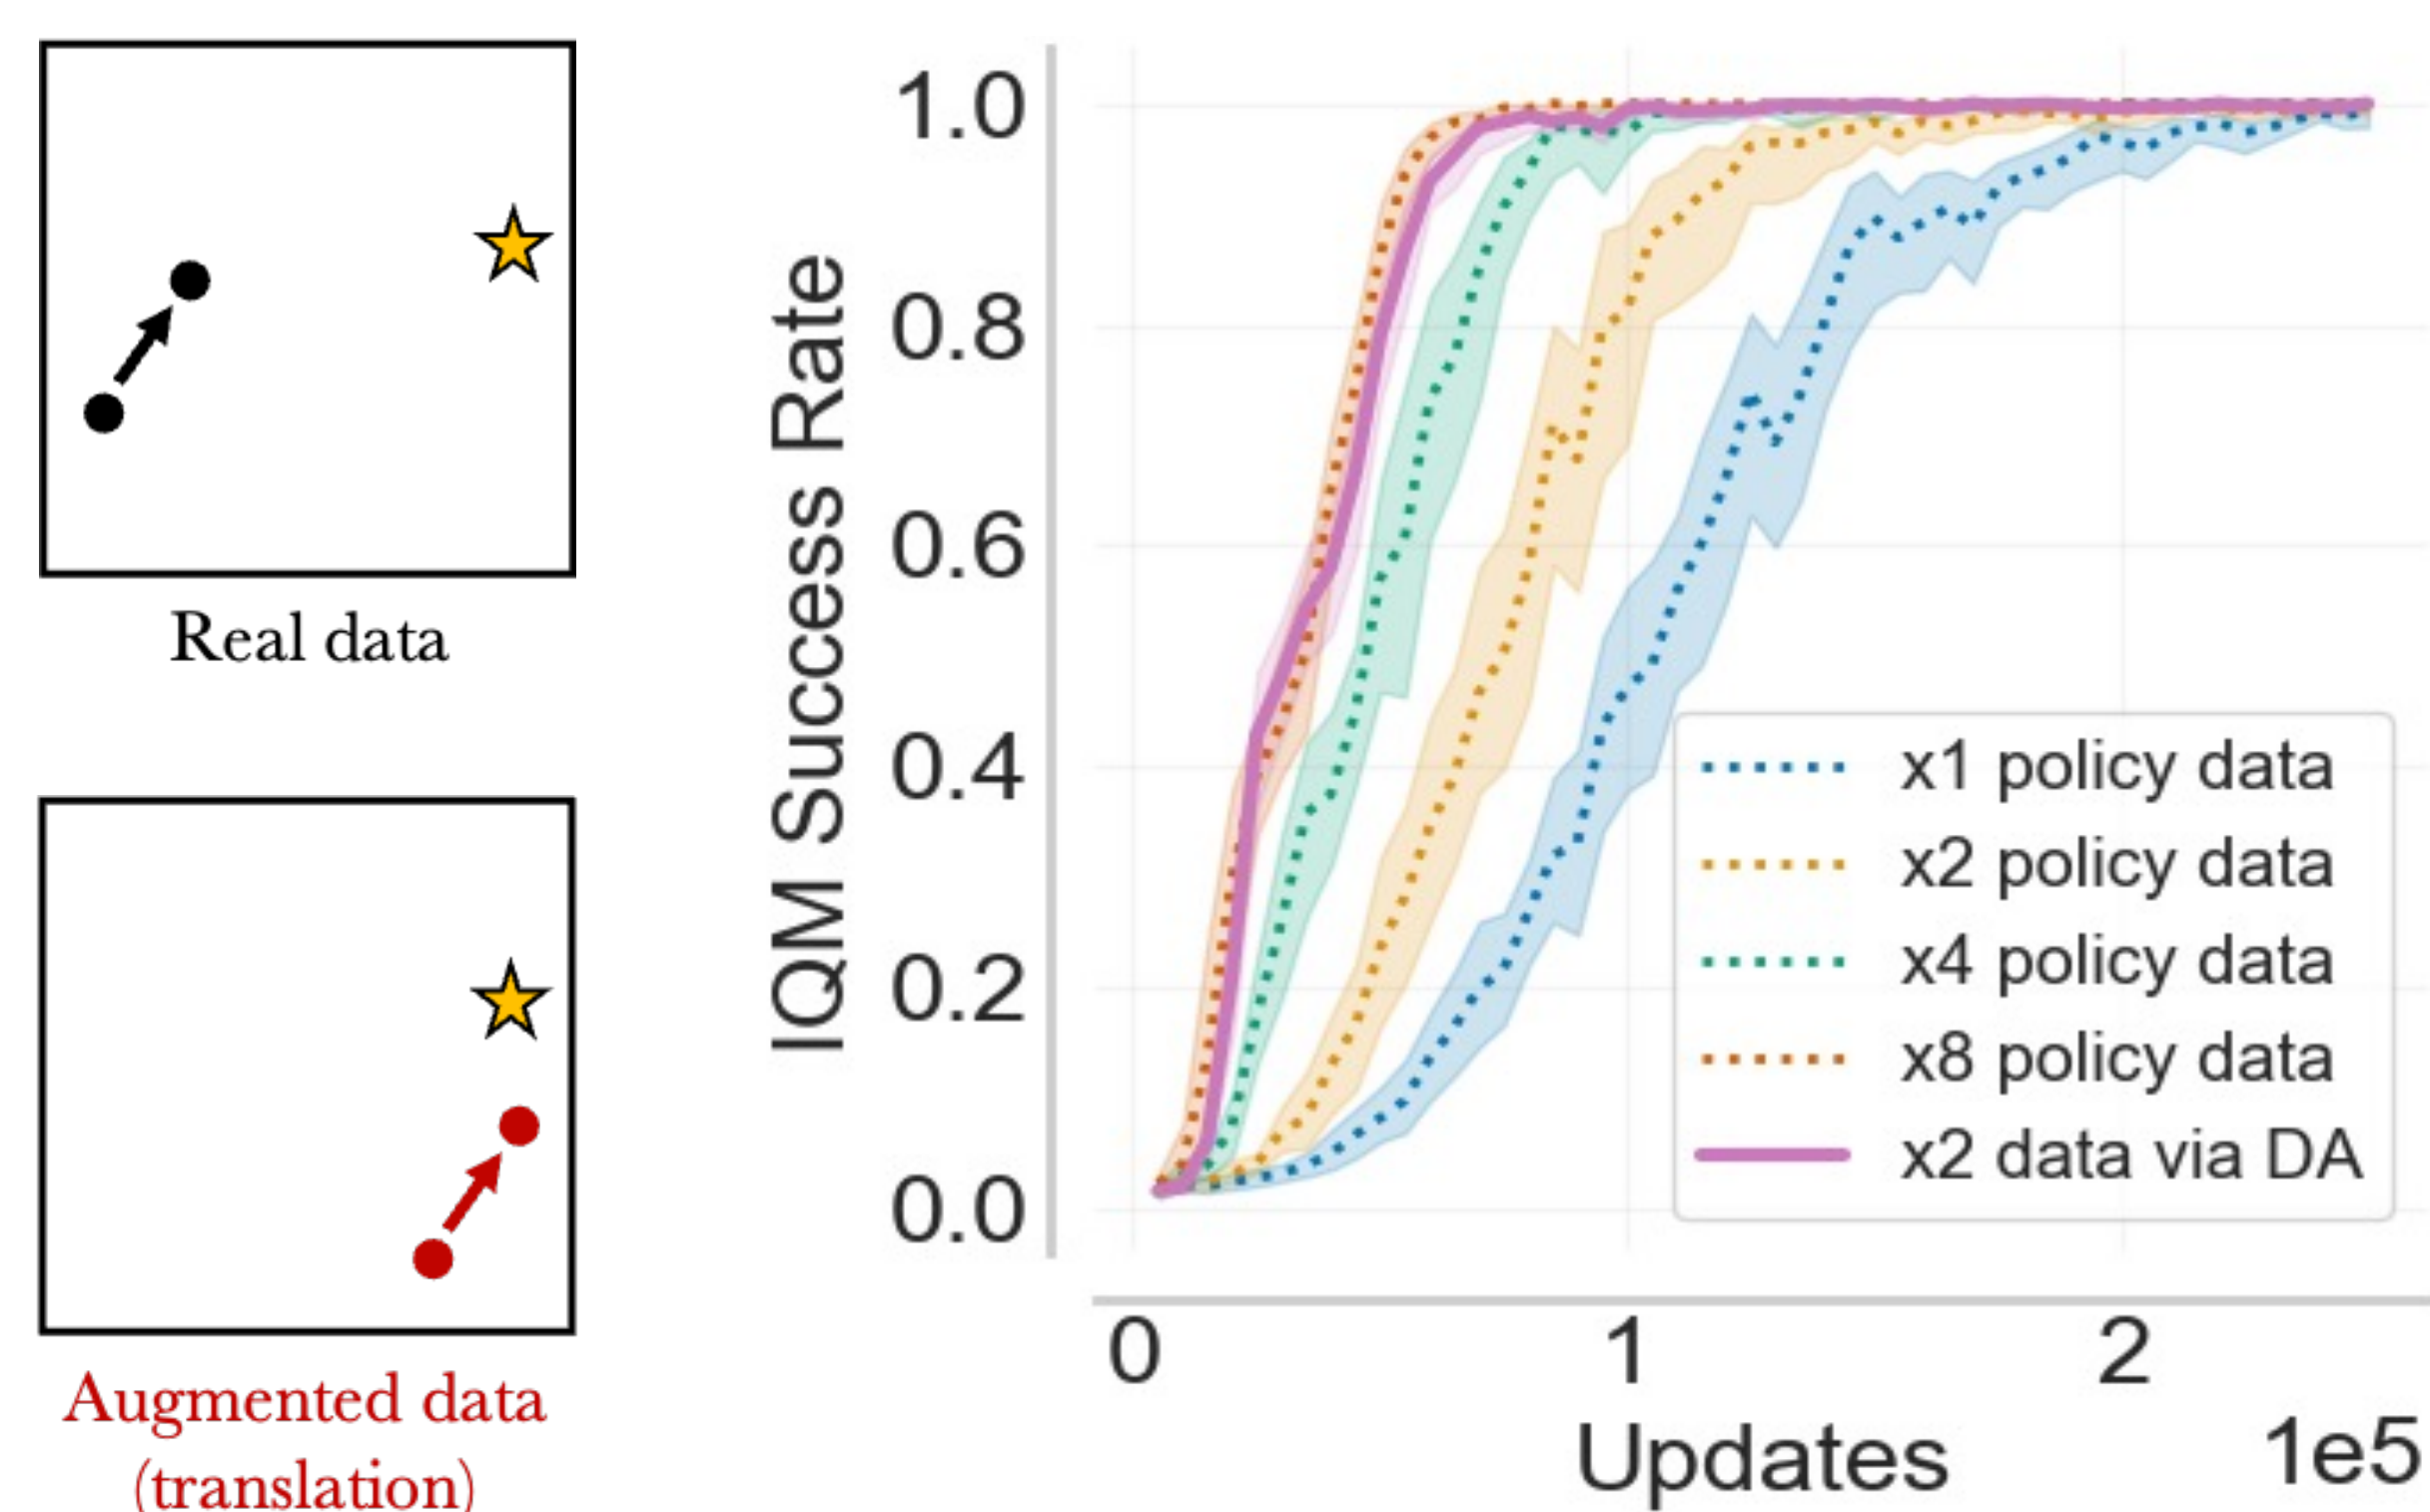 Real data
Augmented data
(translation)
IQM Success Rate
1.0
0.8
0.6
0.4
0.2
0.0
x1 policy data
x2 policy data
x4 policy data
x8 policy data
x2 data via DA
0
1
2
Updates
1e5